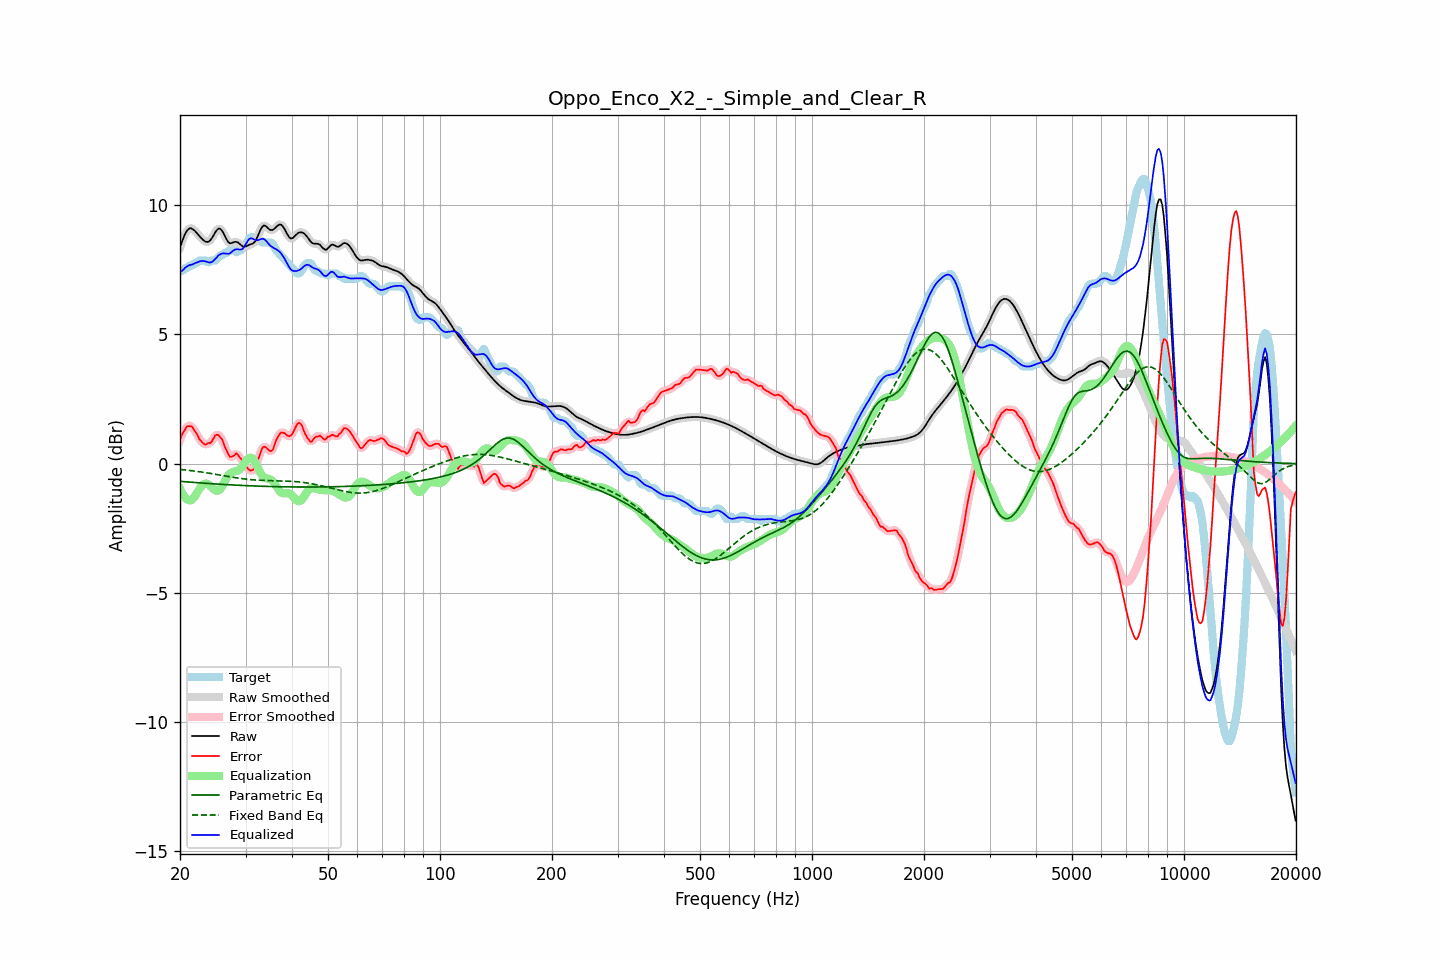 Oppo_Enco_X2_-_Simple_and_Clear_R
Amplitude (dBr)
10
5
0
−5
−10
−15
Target
Raw Smoothed
Error Smoothed
Raw
Error
Equalization
Parametric Eq
Fixed Band Eq
Equalized
20 50 100 200 500 1000 2000 5000 10000 20000
Frequency (Hz)